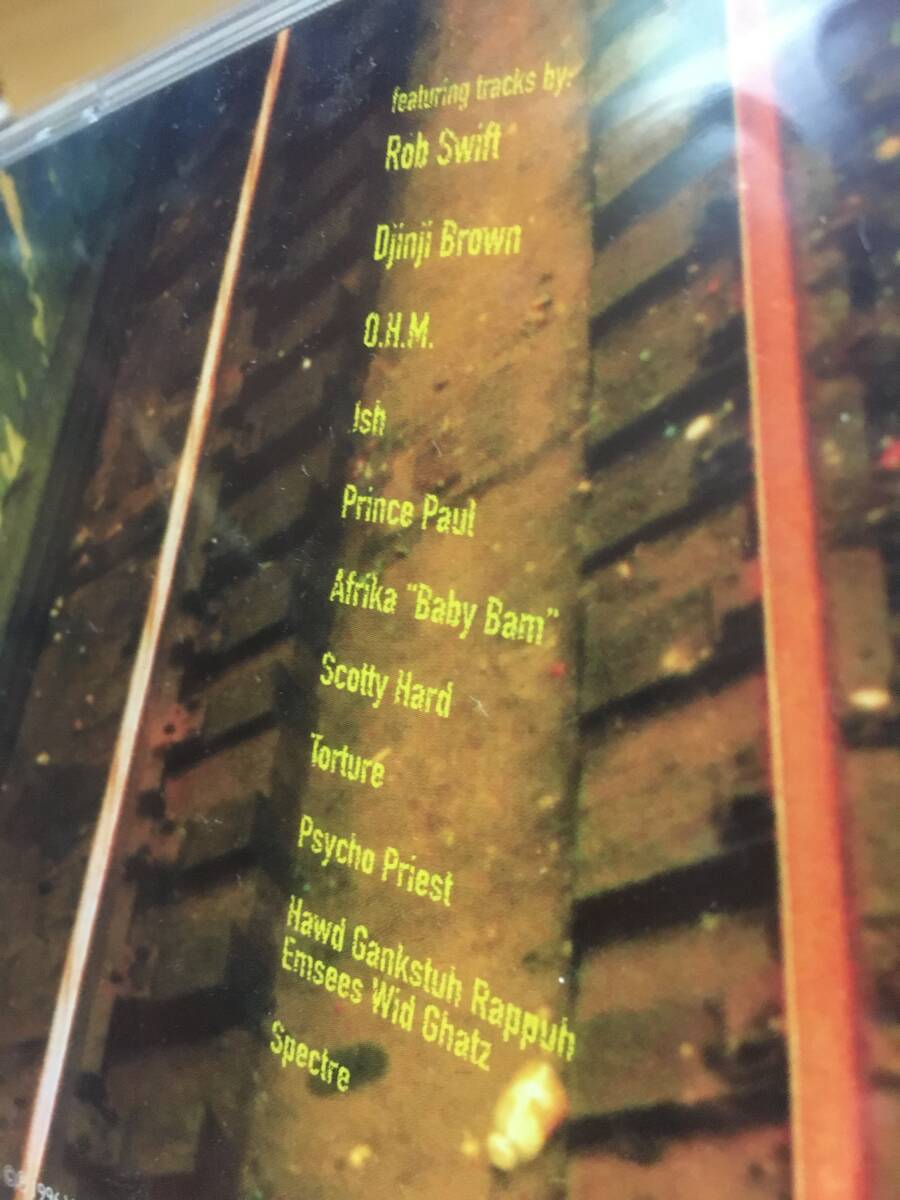 featuring tracks by:
Rob Swift
Djinji Brown
O.H.M.
Ish
Prince Paul
Afrika "Baby Bam"
Scotty Hard
Torture
Psycho Priest
Hawd Gankstuh Rappuh
Emsees Wid Ghatz
Spectre